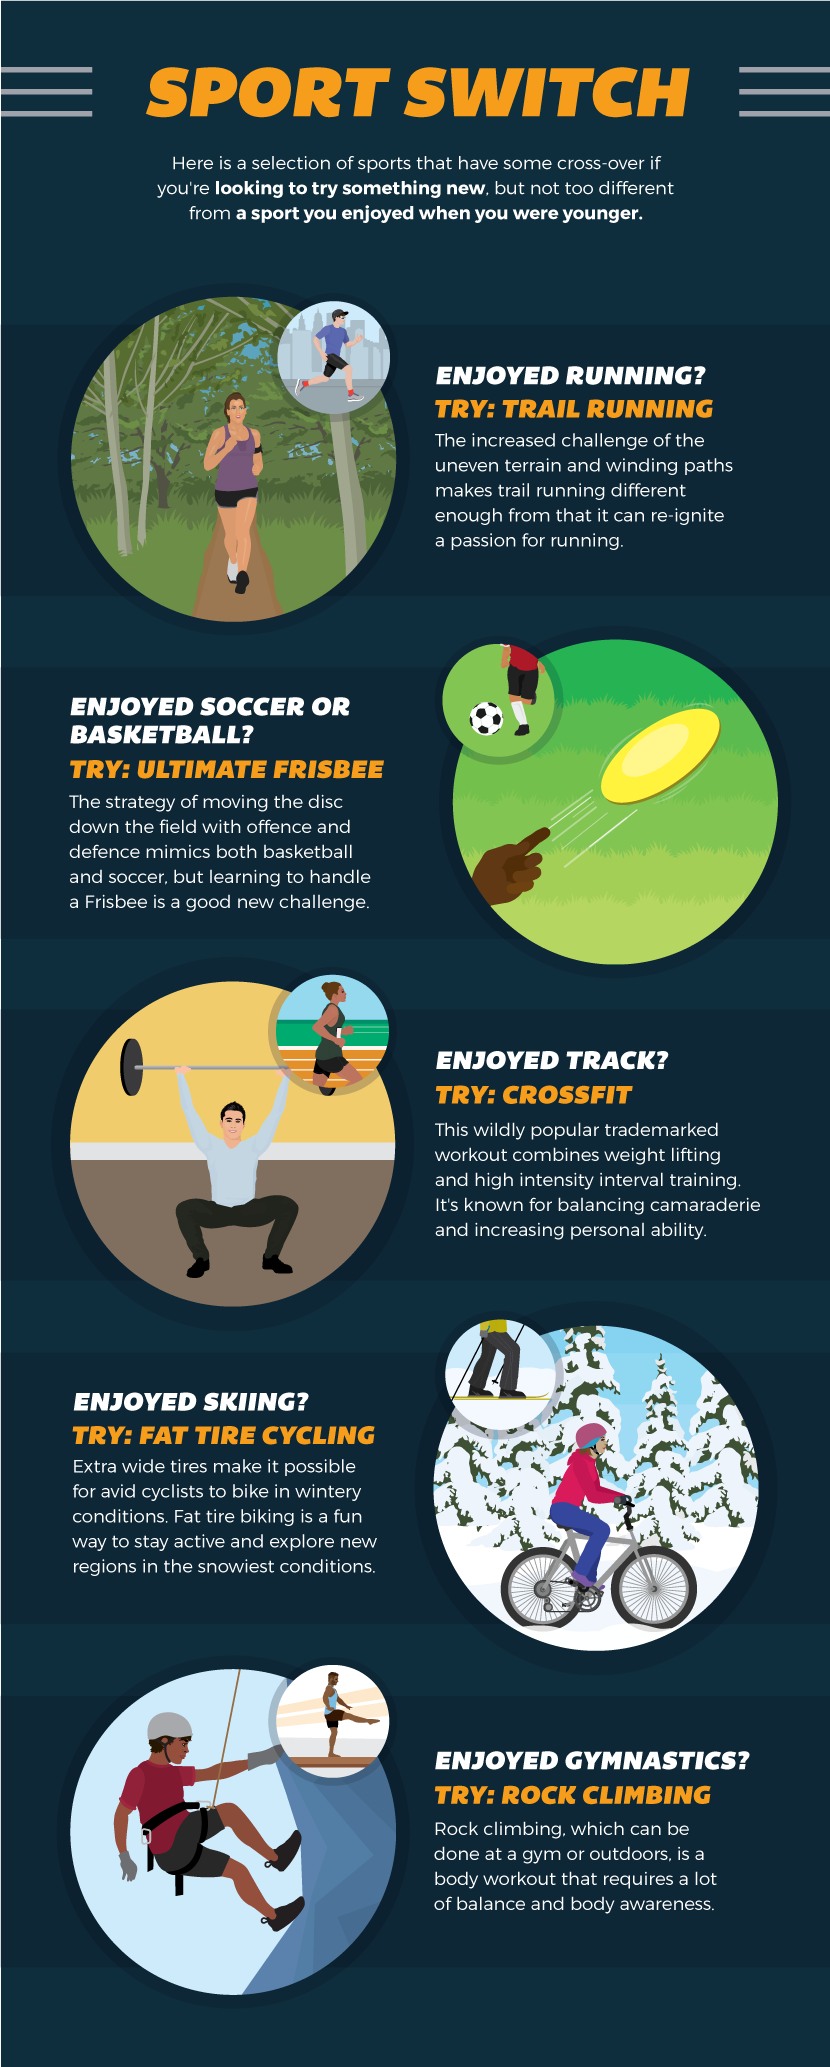 SPORT SWITCH
Here is a selection of sports that have some cross-over if
you're looking to try something new, but not too different
from a sport you enjoyed when you were younger.
ENJOYED RUNNING?
TRY: TRAIL RUNNING
The increased challenge of the
uneven terrain and winding paths
makes trail running different
enough from that it can re-ignite
a passion for running.
ENJOYED SOCCER OR
BASKETBALL?
TRY: ULTIMATE FRISBEE
The strategy of moving the disc
down the field with offence and
defence mimics both basketball
and soccer, but learning to handle
a Frisbee is a good new challenge.
ENJOYED TRACK?
TRY: CROSSFIT
This wildly popular trademarked
workout combines weight lifting
and high intensity interval training.
It's known for balancing camaraderie
and increasing personal ability.
ENJOYED SKIING?
TRY: FAT TIRE CYCLING
Extra wide tires make it possible
for avid cyclists to bike in wintery
conditions. Fat tire biking is a fun
way to stay active and explore new
regions in the snowiest conditions.
ENJOYED GYMNASTICS?
TRY: ROCK CLIMBING
Rock climbing, which can be
done at a gym or outdoors, is a
body workout that requires a lot
of balance and body awareness.